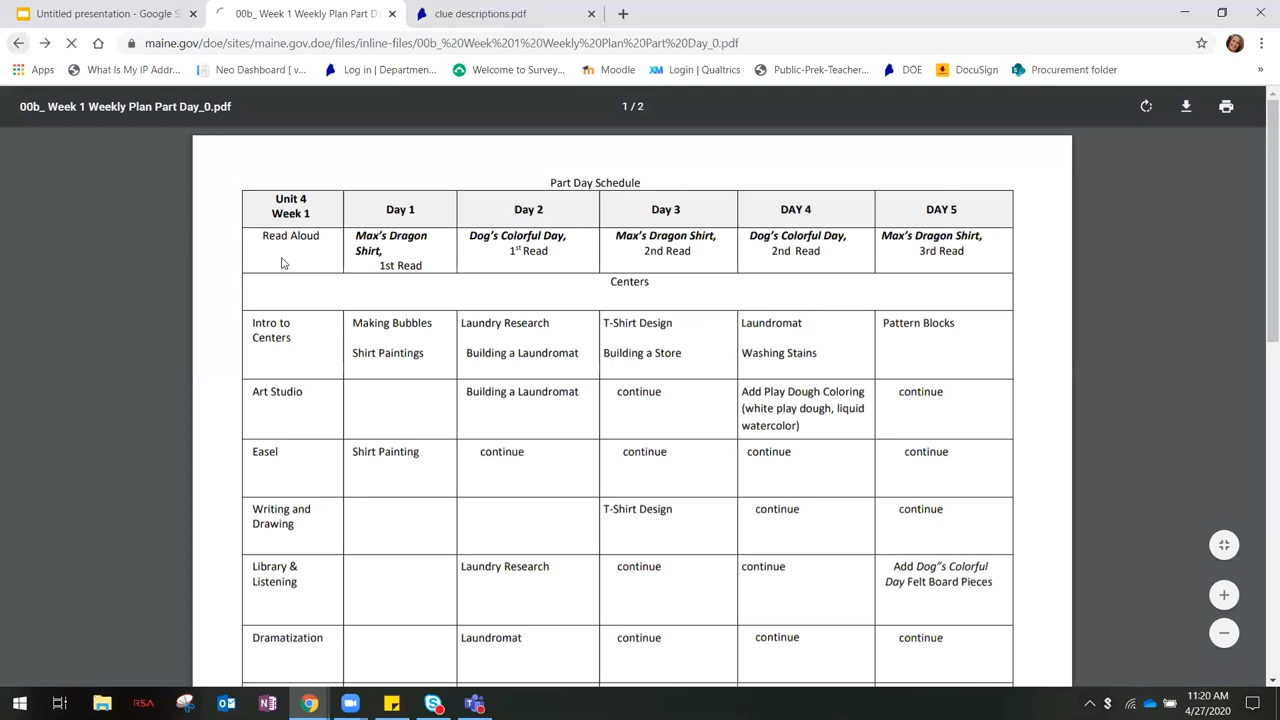 Untitled presentation - Google S
00b_ Week 1 Weekly Plan Part Da
clue descriptions.pdf
maine.gov/doe/sites/maine.gov.doe/files/inline-files/00b_%20Week%201%20Weekly%20Plan%20Part%20Day_0.pdf
Apps
What Is My IP Addr...
Neo Dashboard [ v...
Log in | Departmen...
Welcome to Survey...
Moodle
Login | Qualtrics
Public-Prek-Teacher...
DOE
DocuSign
Procurement folder
»
00b_ Week 1 Weekly Plan Part Day_0.pdf
1 / 2
Part Day Schedule
Unit 4
Week 1
Day 1
Day 2
Day 3
DAY 4
DAY 5
Read Aloud
Max's Dragon
Shirt,
1st Read
Dog's Colorful Day,
1st Read
Max's Dragon Shirt,
2nd Read
Dog's Colorful Day,
2nd Read
Max's Dragon Shirt,
3rd Read
Centers
Intro to
Centers
Making Bubbles
Shirt Paintings
Laundry Research
Building a Laundromat
T-Shirt Design
Building a Store
Laundromat
Washing Stains
Pattern Blocks
Art Studio
Building a Laundromat
continue
Add Play Dough Coloring
(white play dough, liquid
watercolor)
continue
Easel
Shirt Painting
continue
continue
continue
continue
Writing and
Drawing
T-Shirt Design
continue
continue
Library &
Listening
Laundry Research
continue
continue
Add Dog"s Colorful
Day Felt Board Pieces
Dramatization
Laundromat
continue
continue
continue
RSA
11:20 AM
4/27/2020